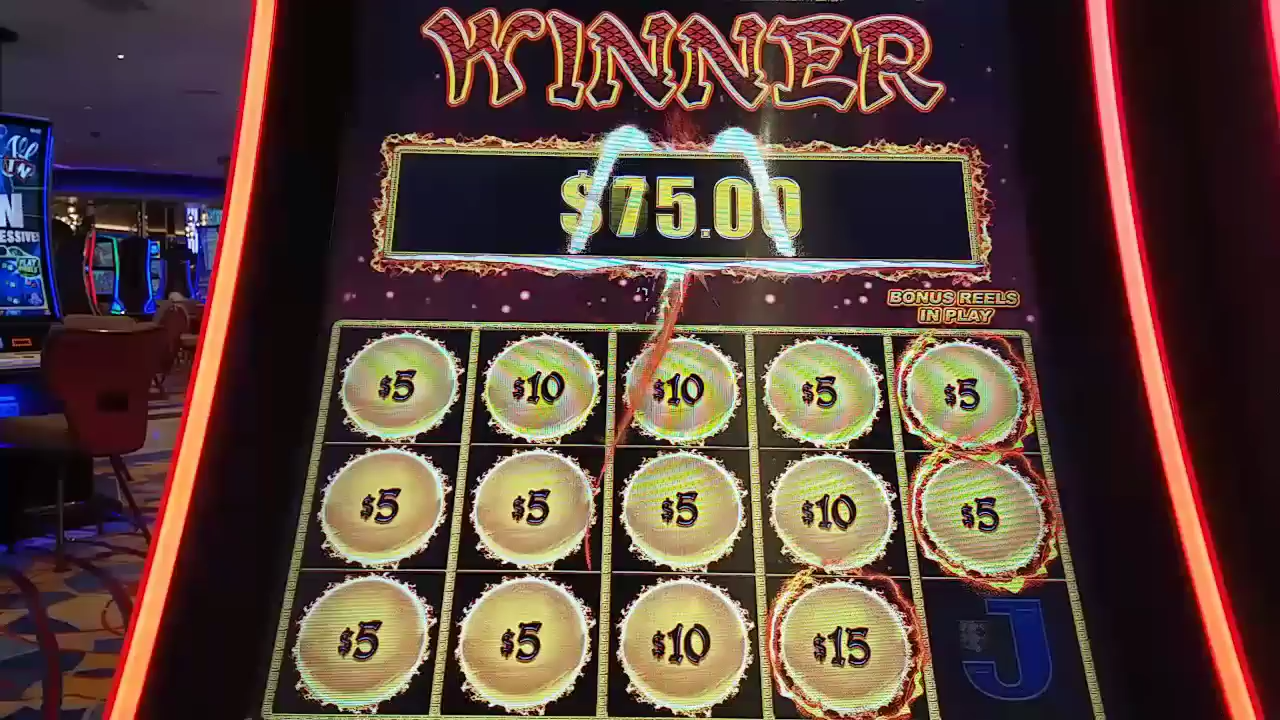 WINNER
$75.00
BONUS REELS
IN PLAY
$5 $10 $10 $5 $5
$5 $5 $5 $10 $5
$5 $5 $10 $15 J